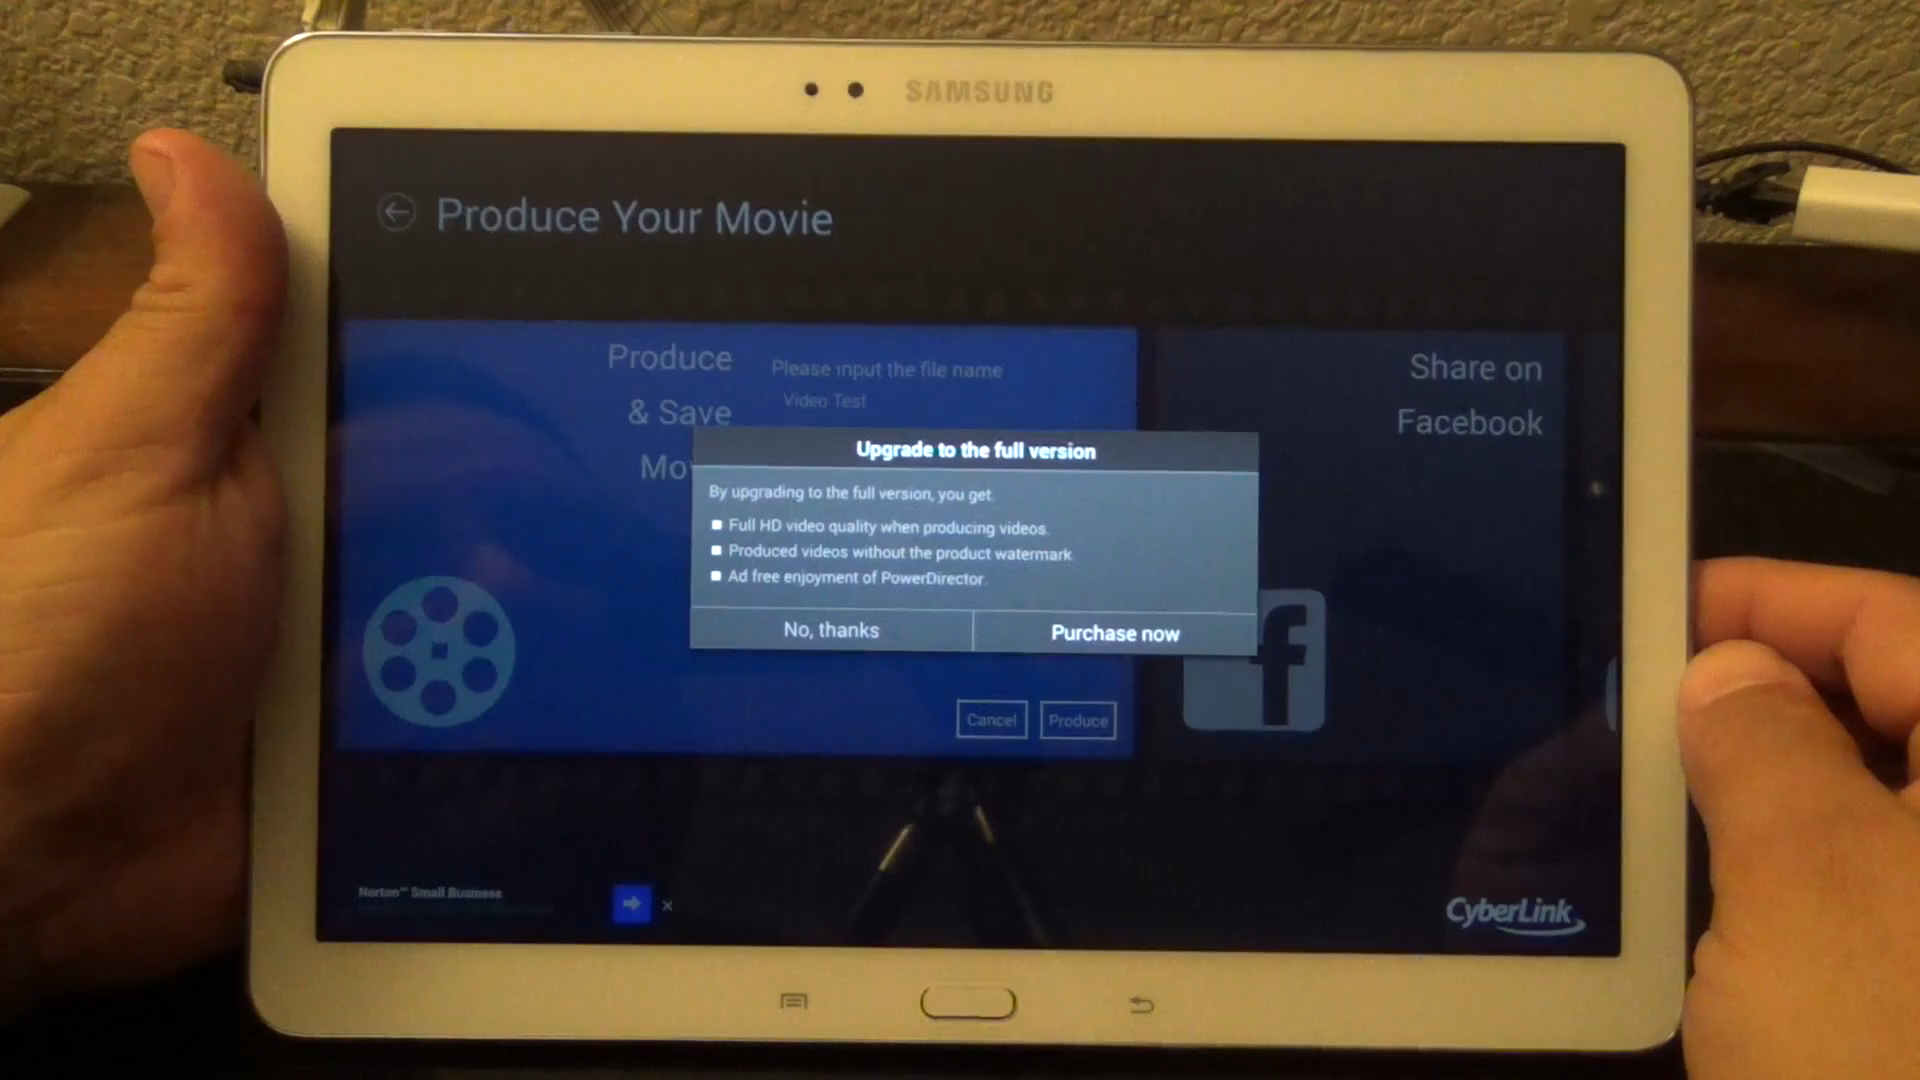 SAMSUNG
Produce Your Movie
Produce
& Save
Mov
Please input the file name
Video Test
Share on
Facebook
Upgrade to the full version
By upgrading to the full version, you get:
Full HD video quality when producing videos.
Produced videos without the product watermark.
Ad free enjoyment of PowerDirector.
No, thanks
Purchase now
Cancel
Produce
Norton™ Small Business
CyberLink